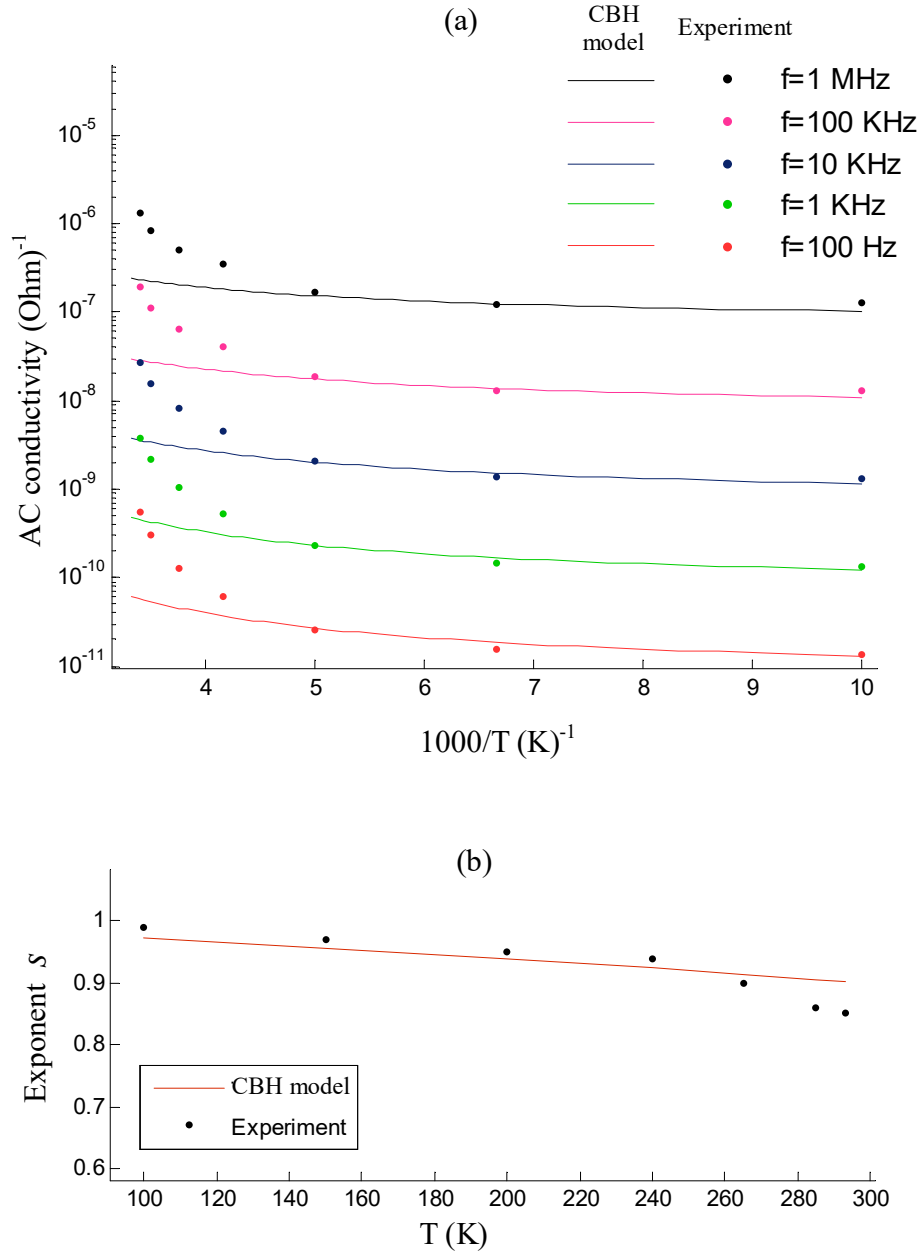 (a)
CBH
model
Experiment
f=1 MHz
f=100 KHz
f=10 KHz
f=1 KHz
f=100 Hz
AC conductivity (Ohm)⁻¹
10⁻⁵
10⁻⁶
10⁻⁷
10⁻⁸
10⁻⁹
10⁻¹⁰
10⁻¹¹
4 5 6 7 8 9 10
1000/T (K)⁻¹
(b)
Exponent s
1
0.9
0.8
0.7
0.6
CBH model
Experiment
100 120 140 160 180 200 220 240 260 280 300
T (K)